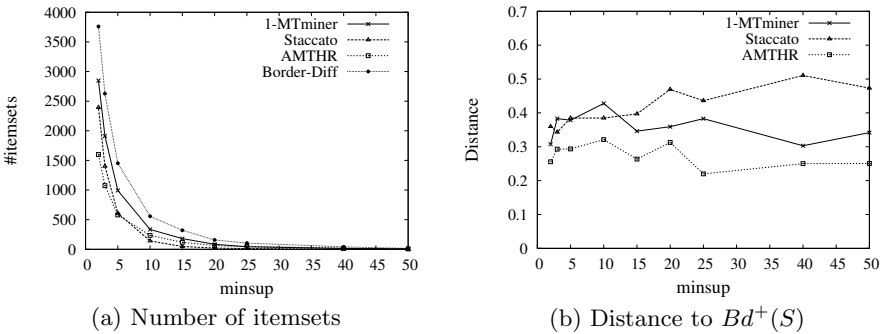 4000
3500
3000
2500
2000
1500
1000
500
0
#itemsets
0 5 10 15 20 25 30 35 40 45 50
minsup
1-MTminer
Staccato
AMTHR
Border-Diff
(a) Number of itemsets
0.7
0.6
0.5
0.4
0.3
0.2
0.1
0
Distance
0 5 10 15 20 25 30 35 40 45 50
minsup
1-MTminer
Staccato
AMTHR
(b) Distance to Bd⁺(S)